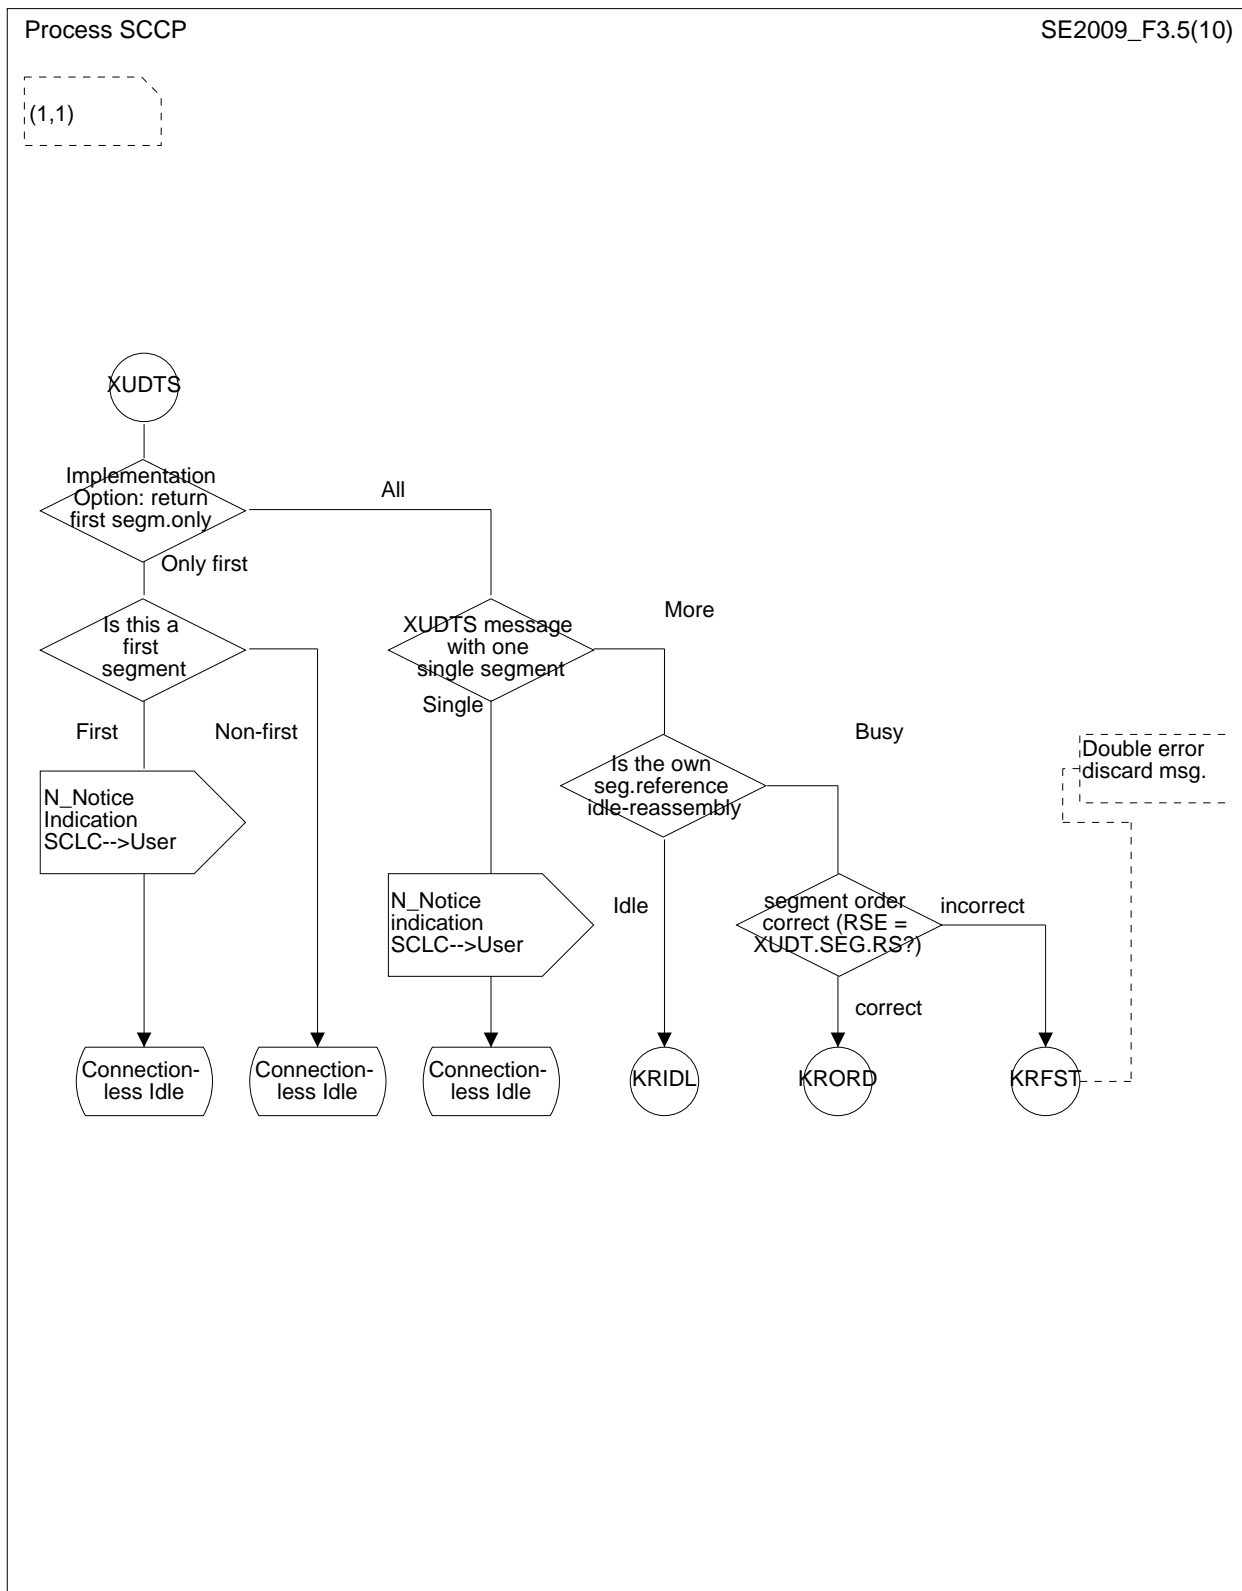 Process SCCP
SE2009_F3.5(10)
(1,1)
XUDTS
Implementation
Option: return
first segm.only
All
Only first
Is this a
first
segment
XUDTS message
with one
single segment
More
First
Non-first
Single
Is the own
seg.reference
idle-reassembly
Busy
Double error
discard msg.
N_Notice
Indication
SCLC-->User
N_Notice
indication
SCLC-->User
Idle
segment order
correct (RSE =
XUDT.SEG.RS?)
incorrect
correct
Connection-
less Idle
Connection-
less Idle
Connection-
less Idle
KRIDL
KRORD
KRFST